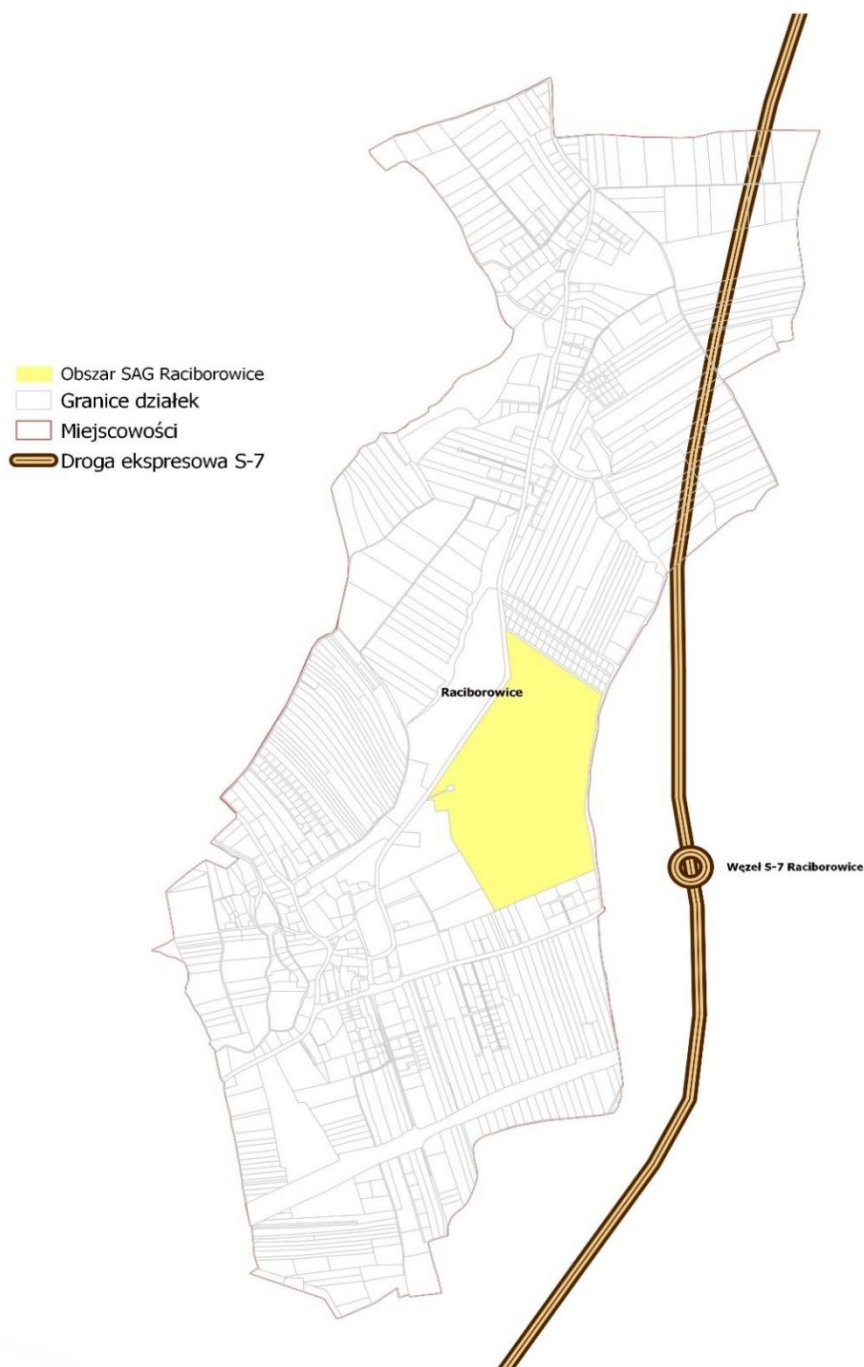 Obszar SAG Raciborowice
Granice działek
Miejscowości
Droga ekspresowa S-7
Raciborowice
Węzeł S-7 Raciborowice